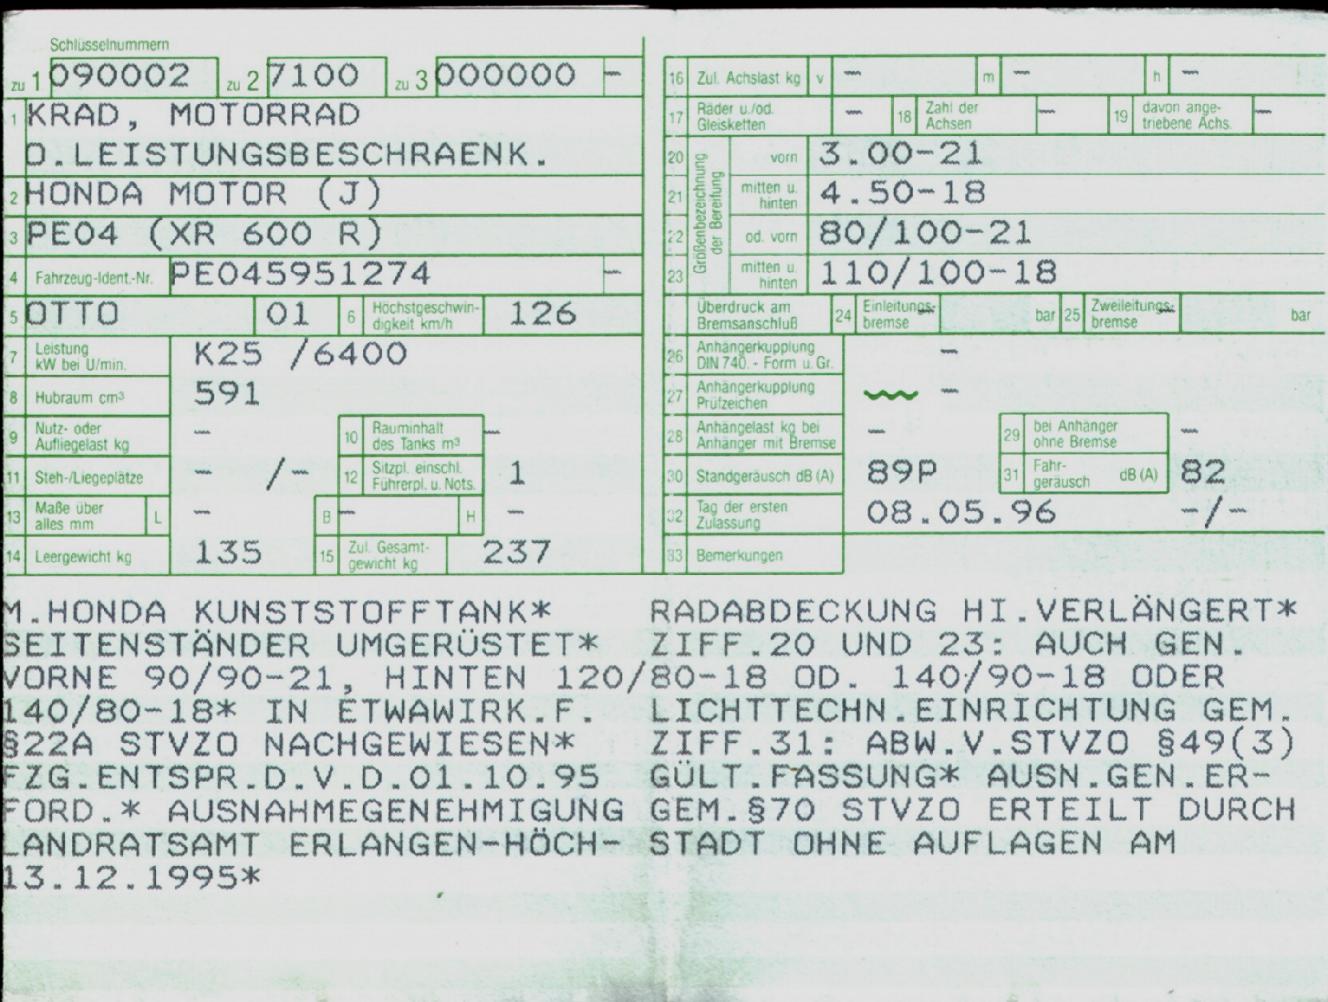 Schlüsselnummern
zu 1 090002 zu 2 7100 zu 3 000000 –
1 KRAD, MOTORRAD
O.LEISTUNGSBESCHRAENK.
2 HONDA MOTOR (J)
3 PE04 (XR 600 R)
4 Fahrzeug-Ident.-Nr. PE045951274 –
5 OTTO 01 6 Höchstgeschwin-
digkeit km/h 126
7 Leistung
kW bei U/min. K25 /6400
8 Hubraum cm³ 591
9 Nutz- oder
Aufliegelast kg – 10 Rauminhalt
des Tanks m³ –
11 Steh-/Liegeplätze – /– 12 Sitzpl. einschl.
Führerpl. u. Nots. 1
13 Maße über
alles mm L – B – H –
14 Leergewicht kg 135 15 Zul. Gesamt-
gewicht kg 237
16 Zul. Achslast kg v – m – h –
17 Räder u./od.
Gleisketten – 18 Zahl der
Achsen – 19 davon ange-
triebene Achs. –
Größenbezeichnung
der Bereifung
20 vorn 3.00-21
21 mitten u.
hinten 4.50-18
22 od. vorn 80/100-21
23 mitten u.
hinten 110/100-18
Überdruck am
Bremsanschluß 24 Einleitungs-
bremse – bar 25 Zweileitungs-
bremse – bar
26 Anhängerkupplung
DIN 740. - Form u. Gr. –
27 Anhängerkupplung
Prüfzeichen –
28 Anhängelast kg bei
Anhänger mit Bremse – 29 bei Anhänger
ohne Bremse –
30 Standgeräusch dB (A) 89P 31 Fahr-
geräusch dB (A) 82
32 Tag der ersten
Zulassung 08.05.96 –/–
33 Bemerkungen
M.HONDA KUNSTSTOFFTANK* RADABDECKUNG HI.VERLÄNGERT*
SEITENSTÄNDER UMGERÜSTET* ZIFF.20 UND 23: AUCH GEN.
VORNE 90/90-21, HINTEN 120/80-18 OD. 140/90-18 ODER
140/80-18* IN ETWAWIRK.F. LICHTTECHN.EINRICHTUNG GEM.
§22A STVZO NACHGEWIESEN* ZIFF.31: ABW.V.STVZO §49(3)
FZG.ENTSPR.D.V.D.01.10.95 GÜLT.FASSUNG* AUSN.GEN.ER-
FORD.* AUSNAHMEGENEHMIGUNG GEM.§70 STVZO ERTEILT DURCH
LANDRATSAMT ERLANGEN-HÖCH- STADT OHNE AUFLAGEN AM
13.12.1995*